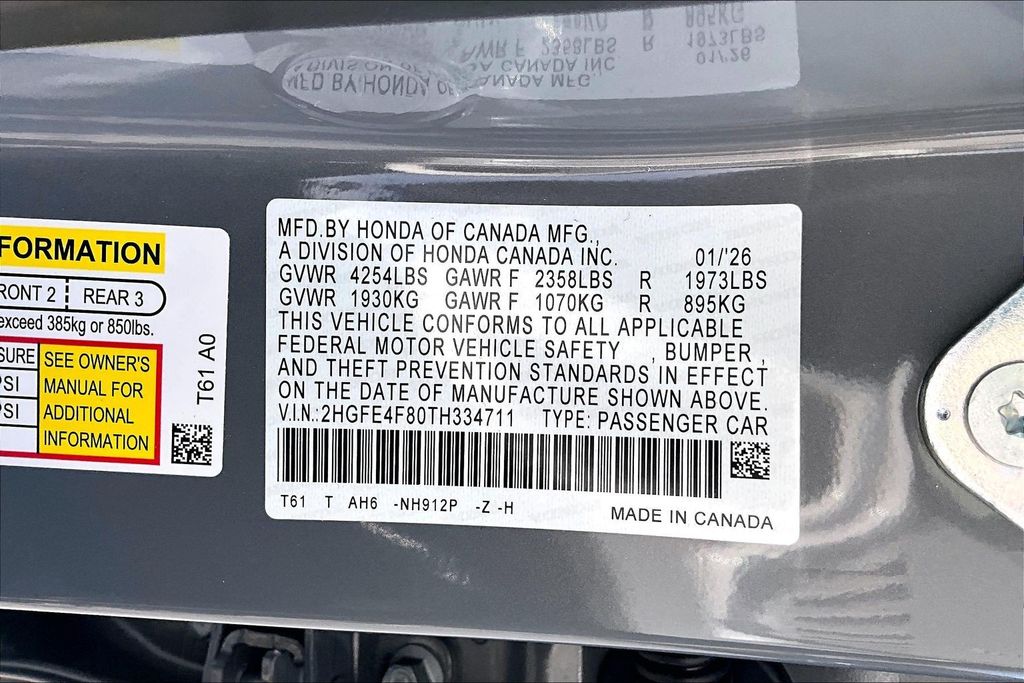 FORMATION
RONT 2 REAR 3
exceed 385kg or 850lbs.
SURE
PSI
PSI
SEE OWNER'S
MANUAL FOR
ADDITIONAL
INFORMATION
T61 A0
MFD.BY HONDA OF CANADA MFG.,
A DIVISION OF HONDA CANADA INC. 01/'26
GVWR 4254LBS GAWR F 2358LBS R 1973LBS
GVWR 1930KG GAWR F 1070KG R 895KG
THIS VEHICLE CONFORMS TO ALL APPLICABLE
FEDERAL MOTOR VEHICLE SAFETY , BUMPER ,
AND THEFT PREVENTION STANDARDS IN EFFECT
ON THE DATE OF MANUFACTURE SHOWN ABOVE.
V.I.N.:2HGFE4F80TH334711 TYPE: PASSENGER CAR
T61 T AH6 -NH912P -Z -H
MADE IN CANADA